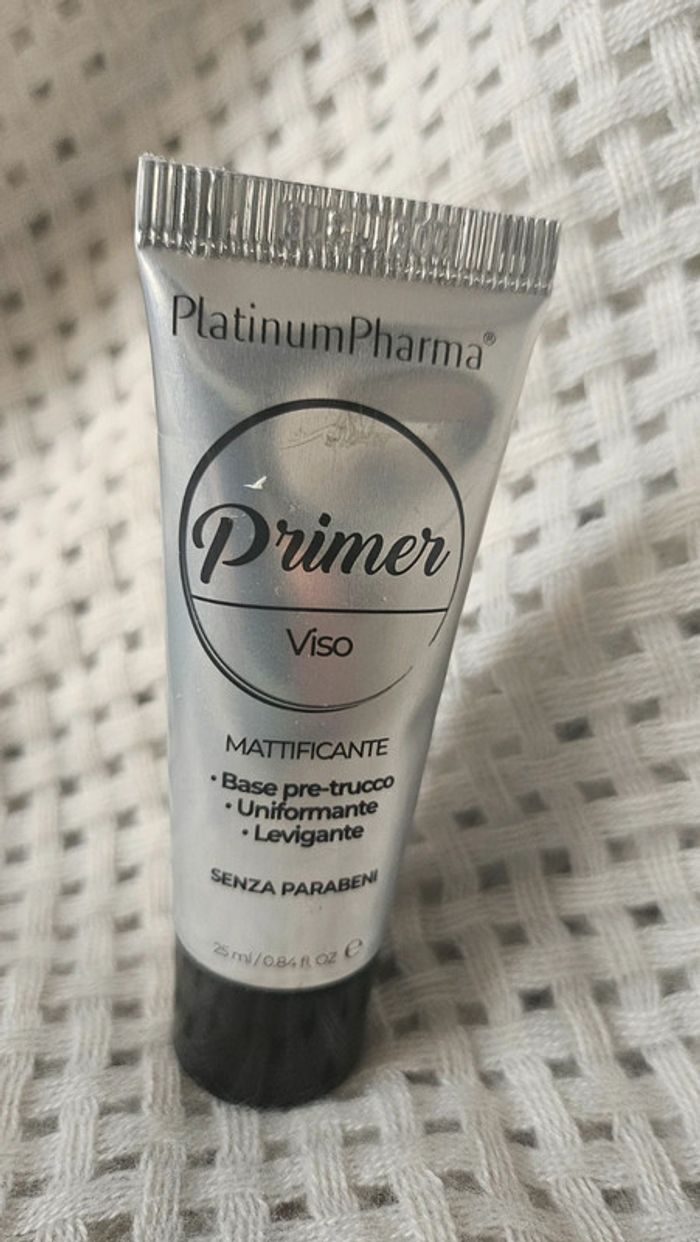 PlatinumPharma®
Primer
Viso
MATTIFICANTE
• Base pre-trucco
• Uniformante
• Levigante
SENZA PARABENI
25 ml / 0.84 fl. OZ ℮